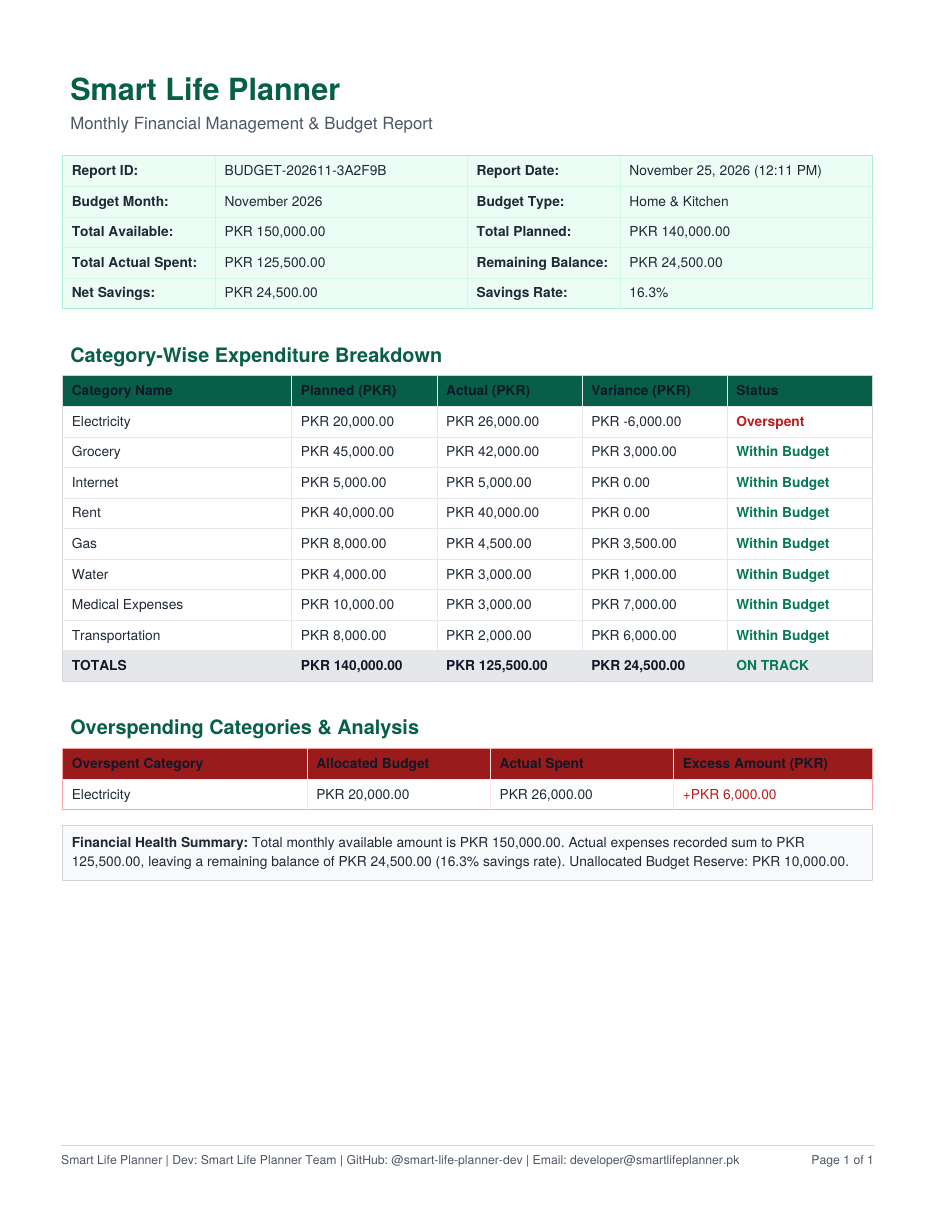 Smart Life Planner
Monthly Financial Management & Budget Report
Report ID: BUDGET-202611-3A2F9B Report Date: November 25, 2026 (12:11 PM)
Budget Month: November 2026 Budget Type: Home & Kitchen
Total Available: PKR 150,000.00 Total Planned: PKR 140,000.00
Total Actual Spent: PKR 125,500.00 Remaining Balance: PKR 24,500.00
Net Savings: PKR 24,500.00 Savings Rate: 16.3%
Category-Wise Expenditure Breakdown
Category Name Planned (PKR) Actual (PKR) Variance (PKR) Status
Electricity PKR 20,000.00 PKR 26,000.00 PKR -6,000.00 Overspent
Grocery PKR 45,000.00 PKR 42,000.00 PKR 3,000.00 Within Budget
Internet PKR 5,000.00 PKR 5,000.00 PKR 0.00 Within Budget
Rent PKR 40,000.00 PKR 40,000.00 PKR 0.00 Within Budget
Gas PKR 8,000.00 PKR 4,500.00 PKR 3,500.00 Within Budget
Water PKR 4,000.00 PKR 3,000.00 PKR 1,000.00 Within Budget
Medical Expenses PKR 10,000.00 PKR 3,000.00 PKR 7,000.00 Within Budget
Transportation PKR 8,000.00 PKR 2,000.00 PKR 6,000.00 Within Budget
TOTALS PKR 140,000.00 PKR 125,500.00 PKR 24,500.00 ON TRACK
Overspending Categories & Analysis
Overspent Category Allocated Budget Actual Spent Excess Amount (PKR)
Electricity PKR 20,000.00 PKR 26,000.00 +PKR 6,000.00
Financial Health Summary: Total monthly available amount is PKR 150,000.00. Actual expenses recorded sum to PKR
125,500.00, leaving a remaining balance of PKR 24,500.00 (16.3% savings rate). Unallocated Budget Reserve: PKR 10,000.00.
Smart Life Planner | Dev: Smart Life Planner Team | GitHub: @smart-life-planner-dev | Email: developer@smartlifeplanner.pk Page 1 of 1